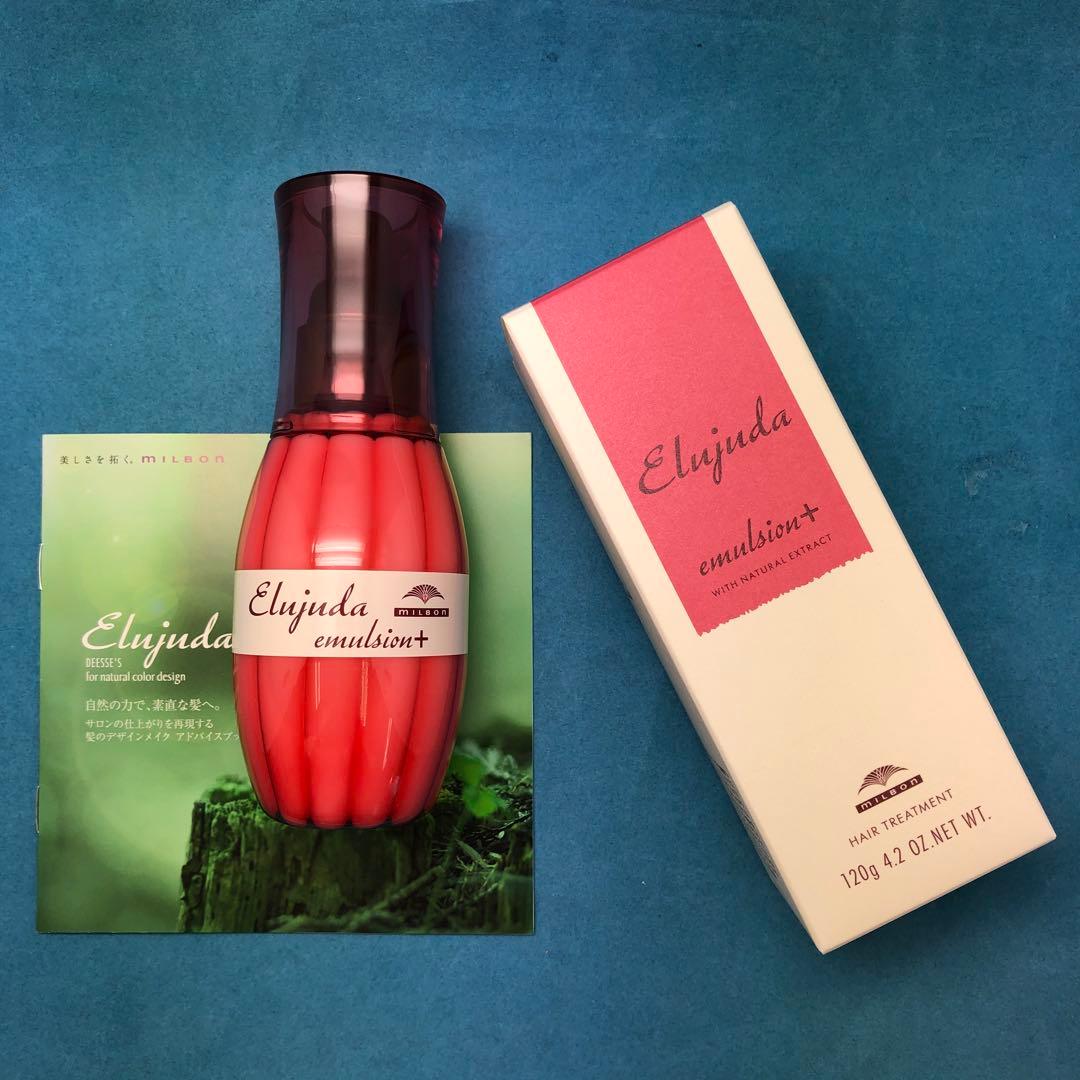 美しさを拓く。MILBON
Elujuda
DEESSE'S
for natural color design
自然の力で、素直な髪へ。
サロンの仕上がりを再現する
髪のデザインメイク アドバイスブッ
Elujuda
emulsion+
MILBON
Elujuda
emulsion+
WITH NATURAL EXTRACT
MILBON
HAIR TREATMENT
120g 4.2 OZ.NET WT.